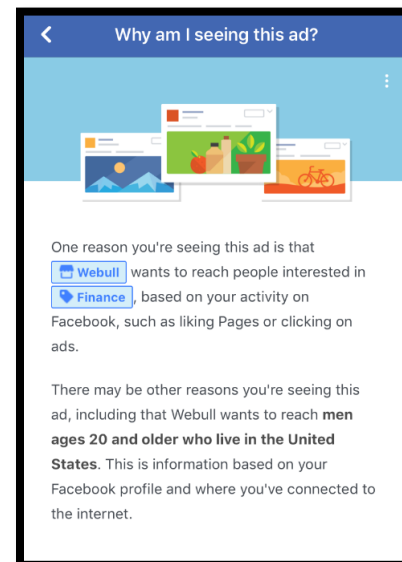 Why am I seeing this ad?
One reason you're seeing this ad is that
Webull wants to reach people interested in
Finance, based on your activity on
Facebook, such as liking Pages or clicking on
ads.
There may be other reasons you're seeing this
ad, including that Webull wants to reach men
ages 20 and older who live in the United
States. This is information based on your
Facebook profile and where you've connected to
the internet.